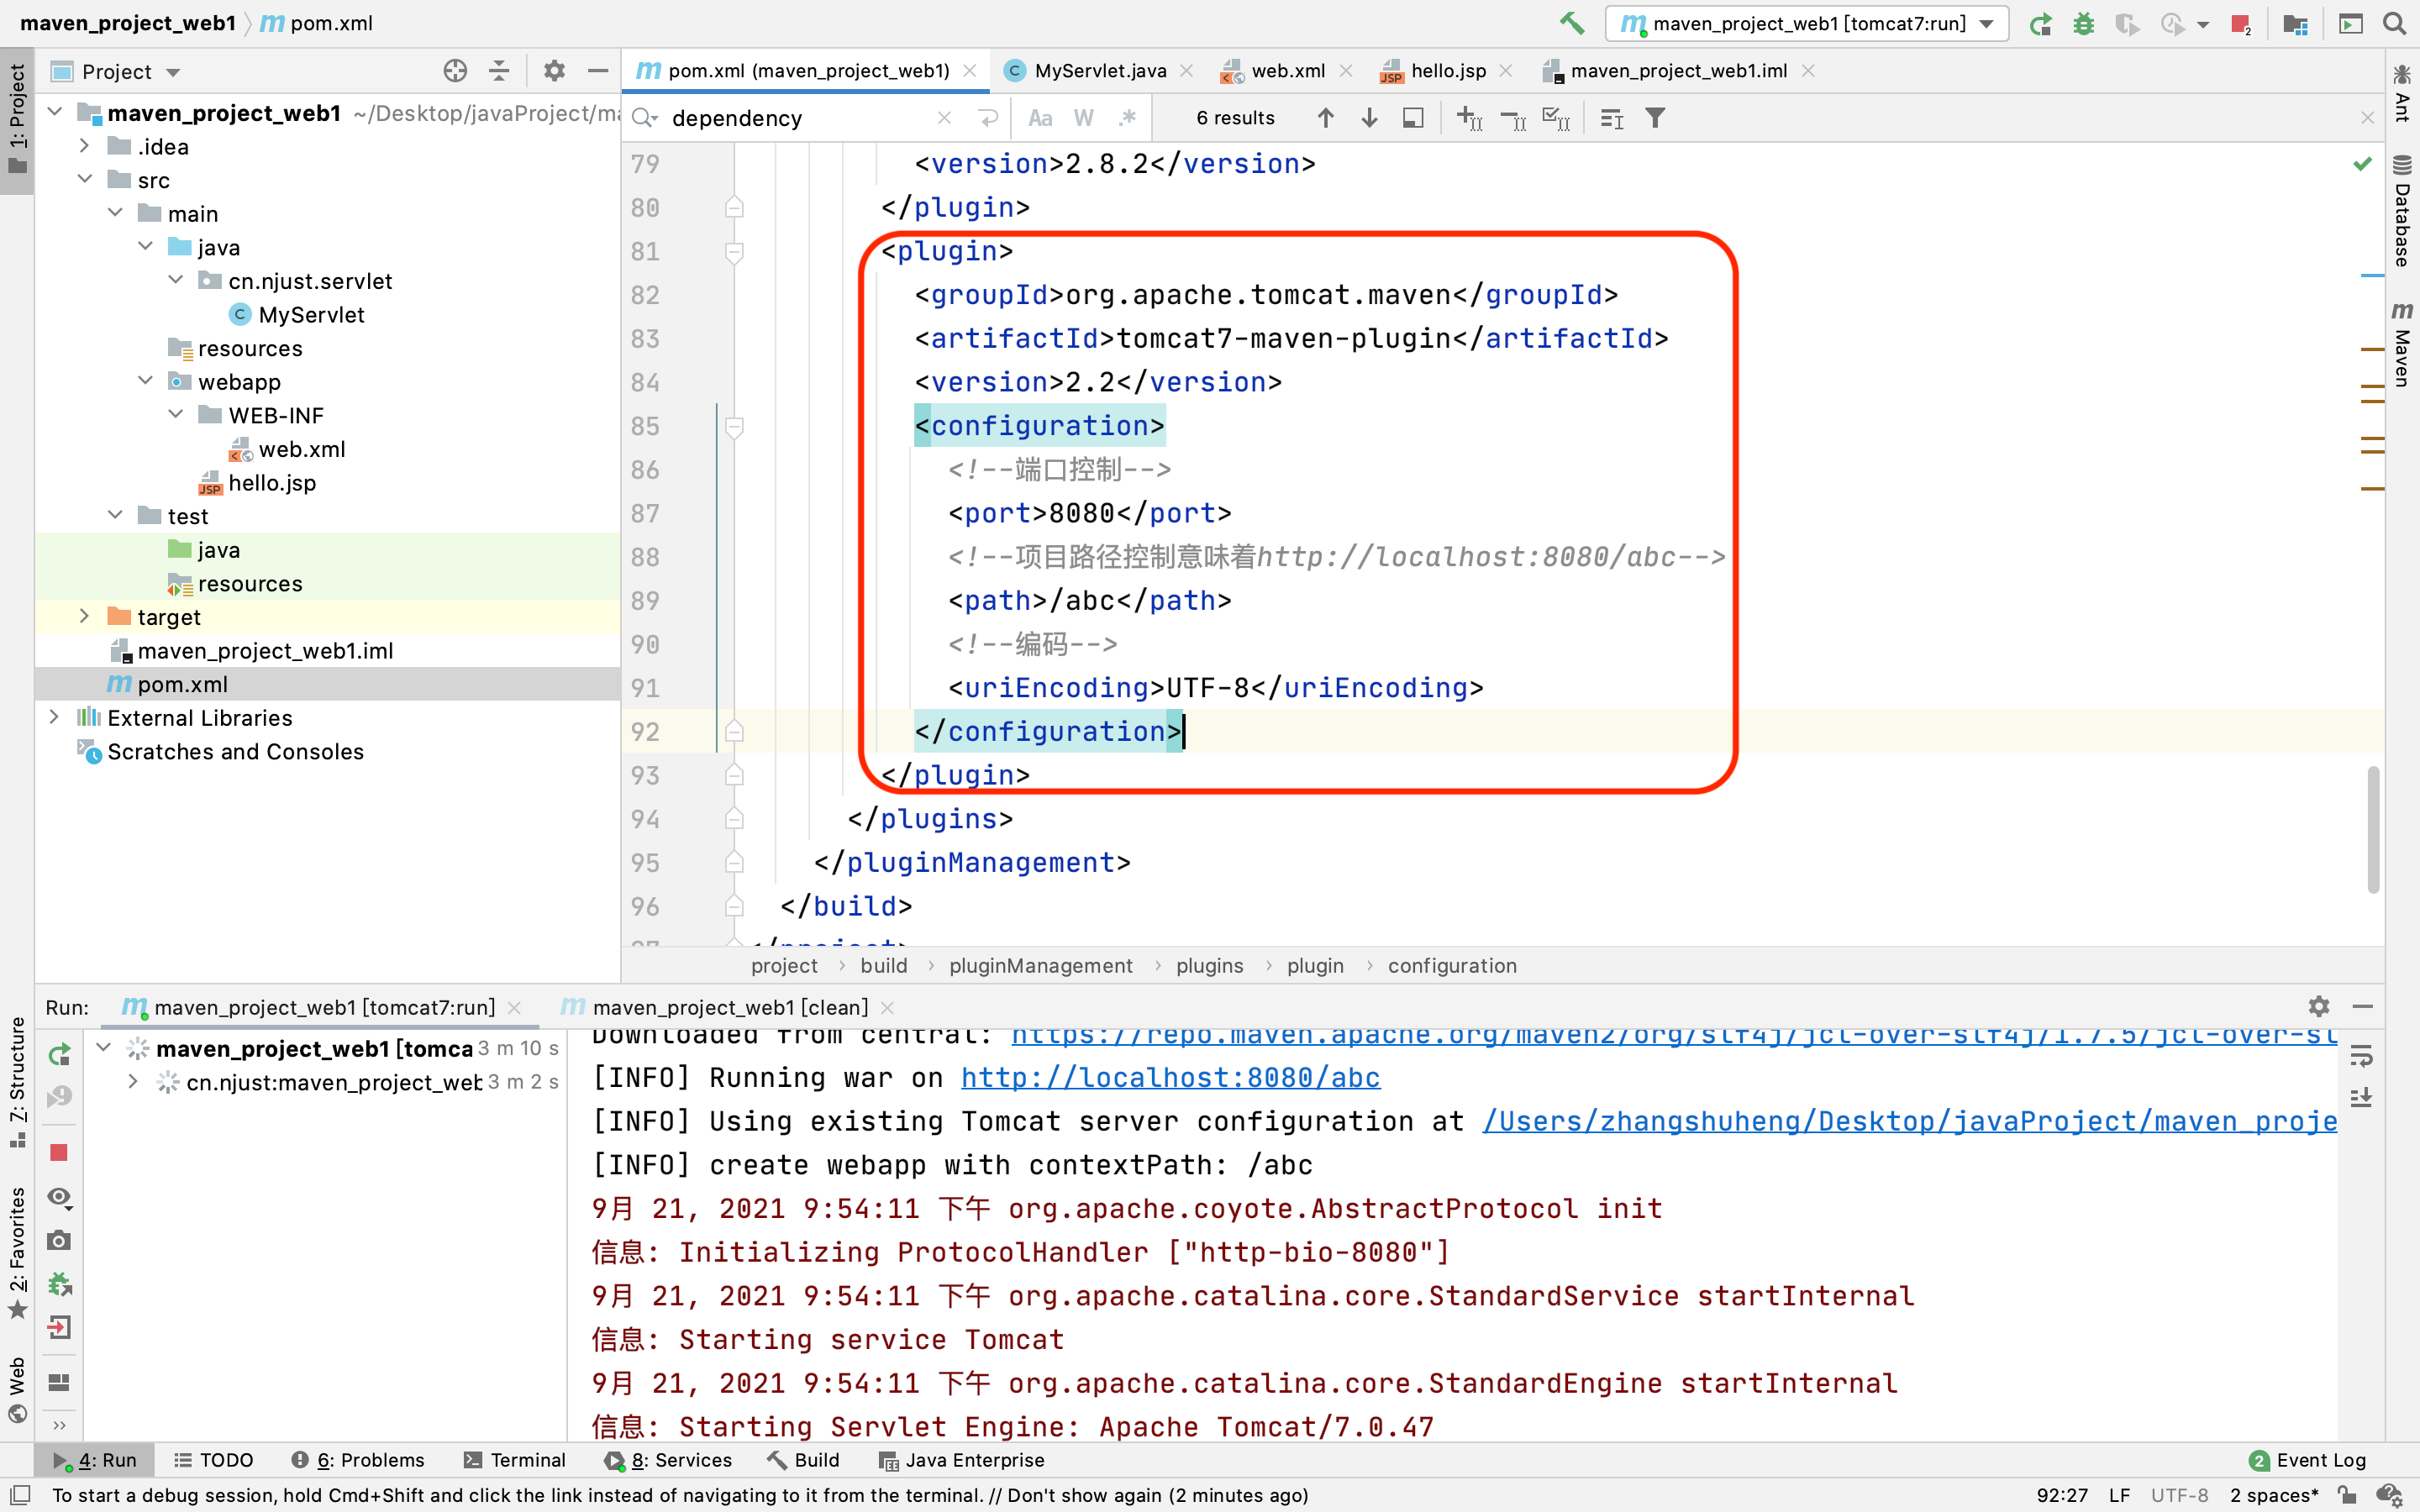 maven_project_web1 pom.xml
maven_project_web1 [tomcat7:run]
1: Project
Project
pom.xml (maven_project_web1)
MyServlet.java
web.xml
hello.jsp
maven_project_web1.iml
maven_project_web1 ~/Desktop/javaProject/ma
.idea
src
main
java
cn.njust.servlet
MyServlet
resources
webapp
WEB-INF
web.xml
hello.jsp
test
java
resources
target
maven_project_web1.iml
pom.xml
External Libraries
Scratches and Consoles
dependency
Aa W .*
6 results
79 <version>2.8.2</version>
80 </plugin>
81 <plugin>
82 <groupId>org.apache.tomcat.maven</groupId>
83 <artifactId>tomcat7-maven-plugin</artifactId>
84 <version>2.2</version>
85 <configuration>
86 <!--端口控制-->
87 <port>8080</port>
88 <!--项目路径控制意味着http://localhost:8080/abc-->
89 <path>/abc</path>
90 <!--编码-->
91 <uriEncoding>UTF-8</uriEncoding>
92 </configuration>
93 </plugin>
94 </plugins>
95 </pluginManagement>
96 </build>
97 </project>
project › build › pluginManagement › plugins › plugin › configuration
Ant
Database
Maven
Run:
maven_project_web1 [tomcat7:run]
maven_project_web1 [clean]
maven_project_web1 [tomca 3 m 10 s
cn.njust:maven_project_web 3 m 2 s
Downloaded from central: https://repo.maven.apache.org/maven2/org/slf4j/jcl-over-slf4j/1.7.5/jcl-over-sl
[INFO] Running war on http://localhost:8080/abc
[INFO] Using existing Tomcat server configuration at /Users/zhangshuheng/Desktop/javaProject/maven_proje
[INFO] create webapp with contextPath: /abc
9月 21, 2021 9:54:11 下午 org.apache.coyote.AbstractProtocol init
信息: Initializing ProtocolHandler ["http-bio-8080"]
9月 21, 2021 9:54:11 下午 org.apache.catalina.core.StandardService startInternal
信息: Starting service Tomcat
9月 21, 2021 9:54:11 下午 org.apache.catalina.core.StandardEngine startInternal
信息: Starting Servlet Engine: Apache Tomcat/7.0.47
7: Structure
2: Favorites
Web
4: Run
TODO
6: Problems
Terminal
8: Services
Build
Java Enterprise
2 Event Log
To start a debug session, hold Cmd+Shift and click the link instead of navigating to it from the terminal. // Don't show again (2 minutes ago)
92:27 LF UTF-8 2 spaces*